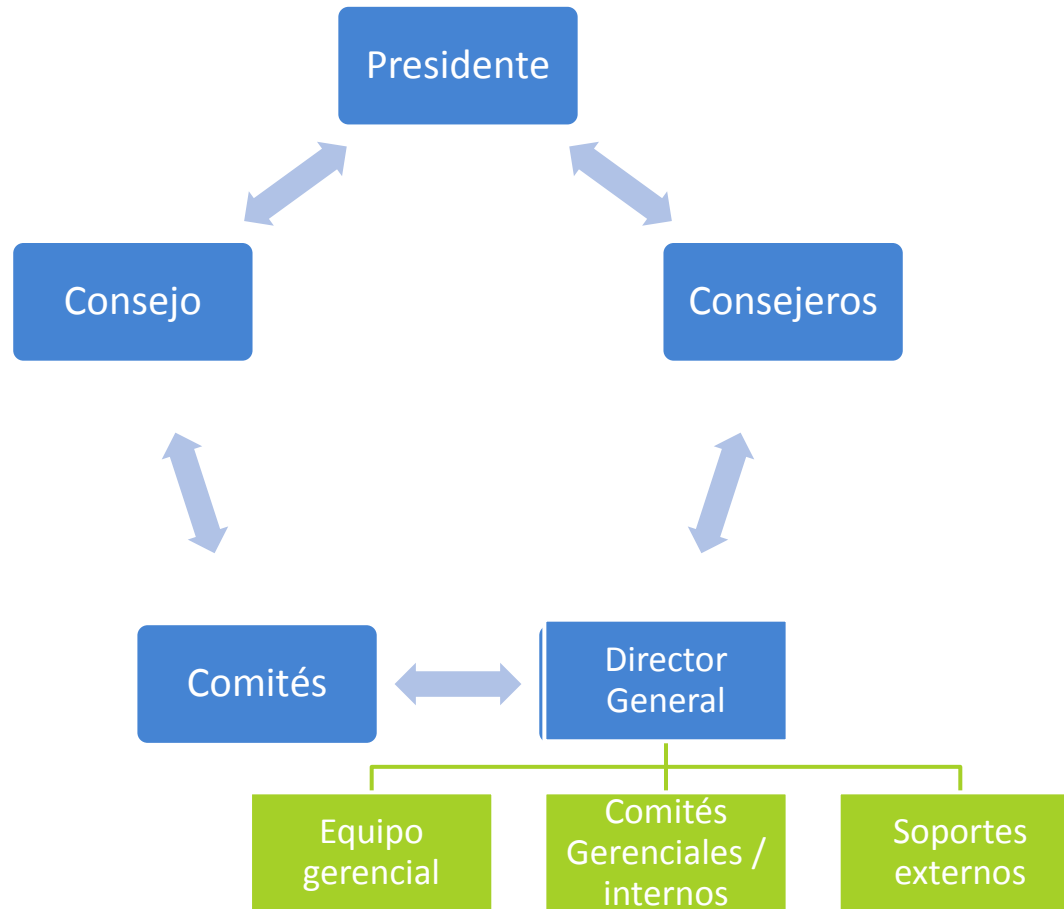 Presidente
Consejo
Consejeros
Comités
Director
General
Equipo
gerencial
Comités
Gerenciales /
internos
Soportes
externos